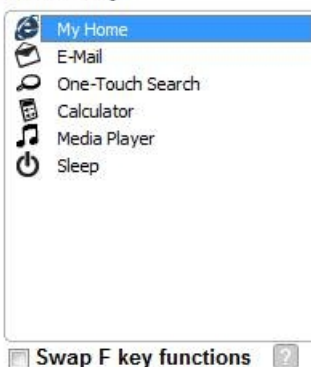 My Home
E-Mail
One-Touch Search
Calculator
Media Player
Sleep
Swap F key functions ?